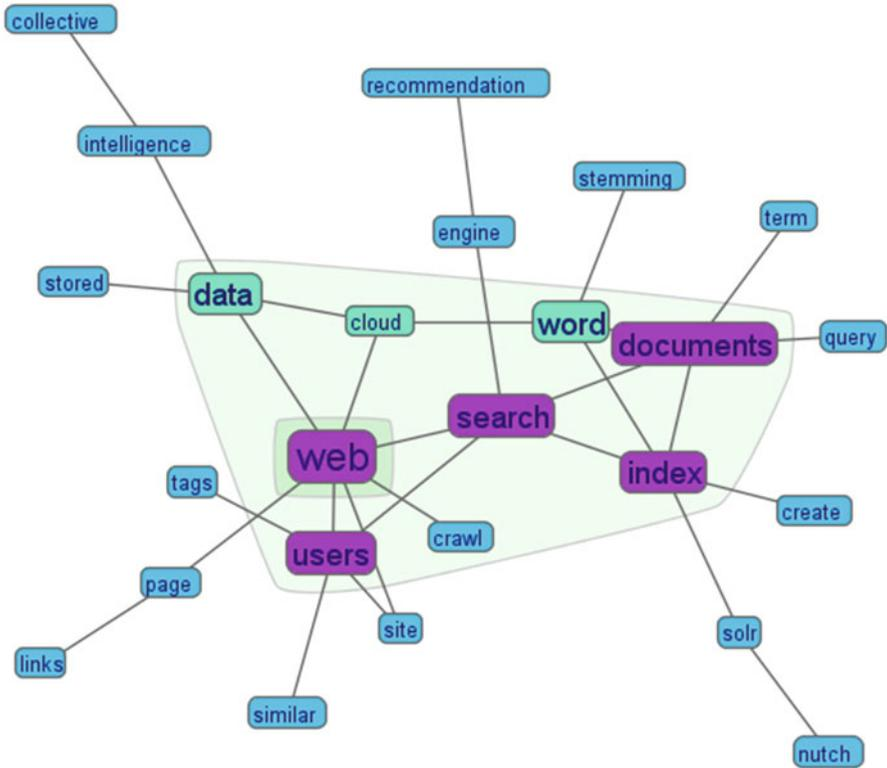 collective
recommendation
intelligence
stemming
term
engine
stored
data
cloud
word
documents
query
search
web
index
tags
crawl
create
users
page
site
solr
links
similar
nutch